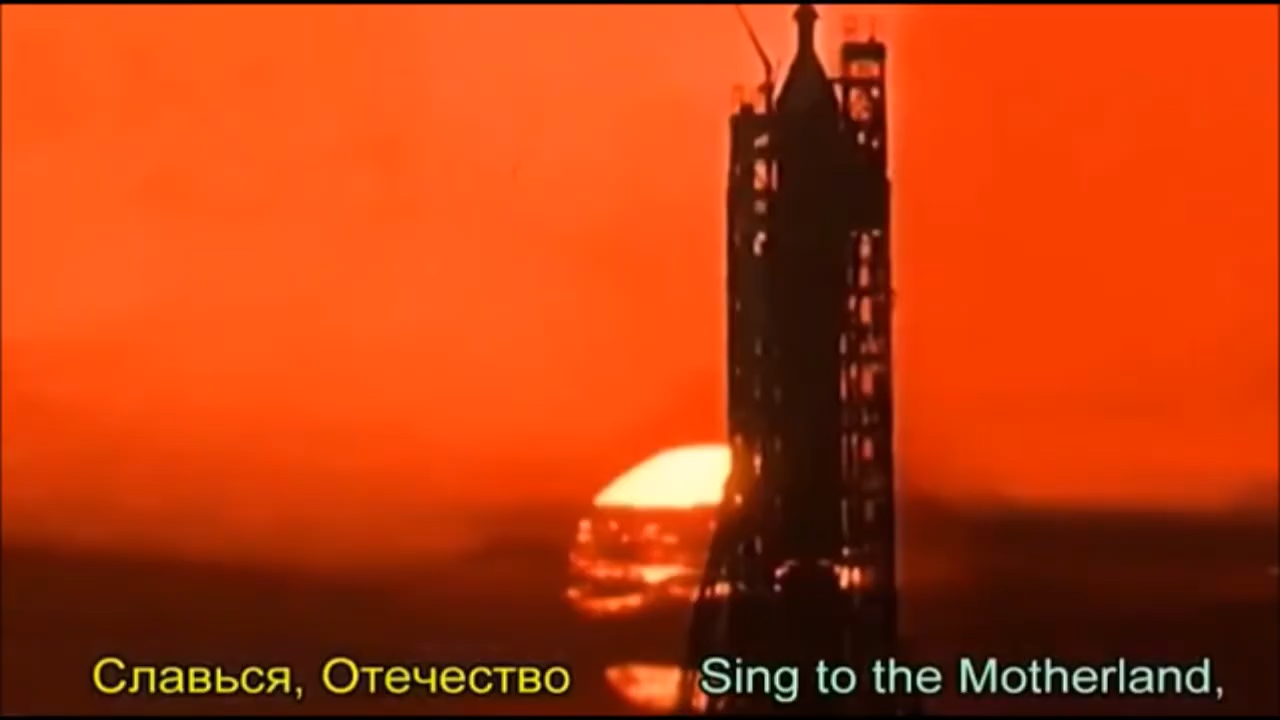 Славься, Отечество
Sing to the Motherland,